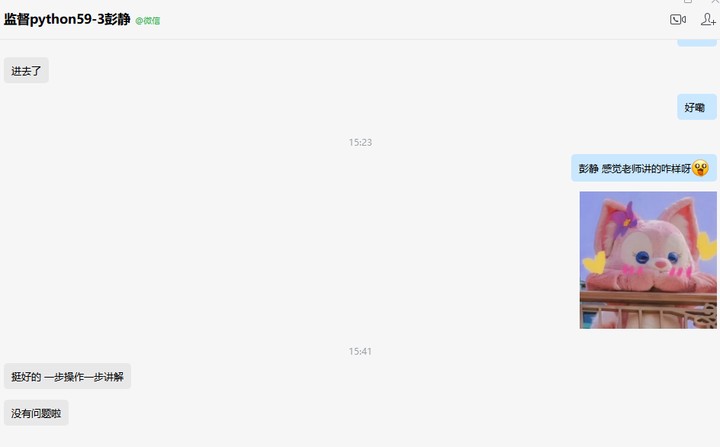 监督python59-3彭静 @微信
进去了
好嘞
15:23
彭静 感觉老师讲的咋样呀
15:41
挺好的 一步操作一步讲解
没有问题啦